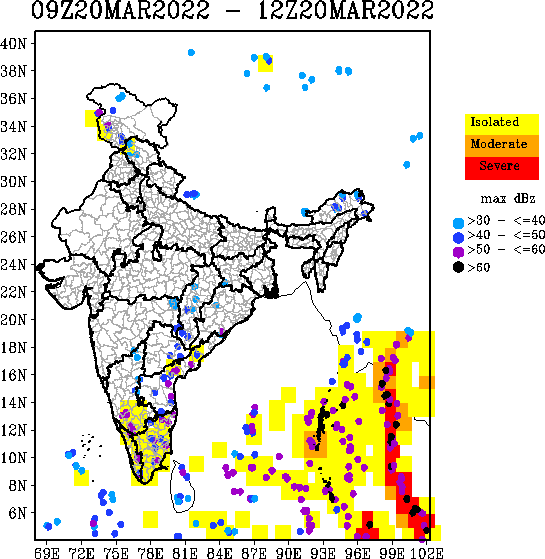 09Z20MAR2022 - 12Z20MAR2022
40N
38N
36N
34N
32N
30N
28N
26N
24N
22N
20N
18N
16N
14N
12N
10N
8N
6N
69E 72E 75E 78E 81E 84E 87E 90E 93E 96E 99E 102E
Isolated
Moderate
Severe
max dBz
>30 - <=40
>40 - <=50
>50 - <=60
>60